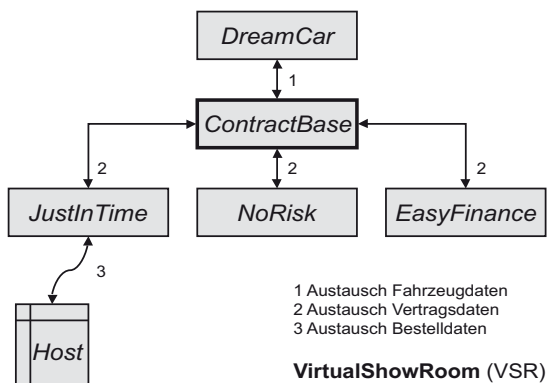 DreamCar
1
ContractBase
2
2
2
JustInTime
NoRisk
EasyFinance
3
1 Austausch Fahrzeugdaten
2 Austausch Vertragsdaten
3 Austausch Bestelldaten
Host
VirtualShowRoom (VSR)